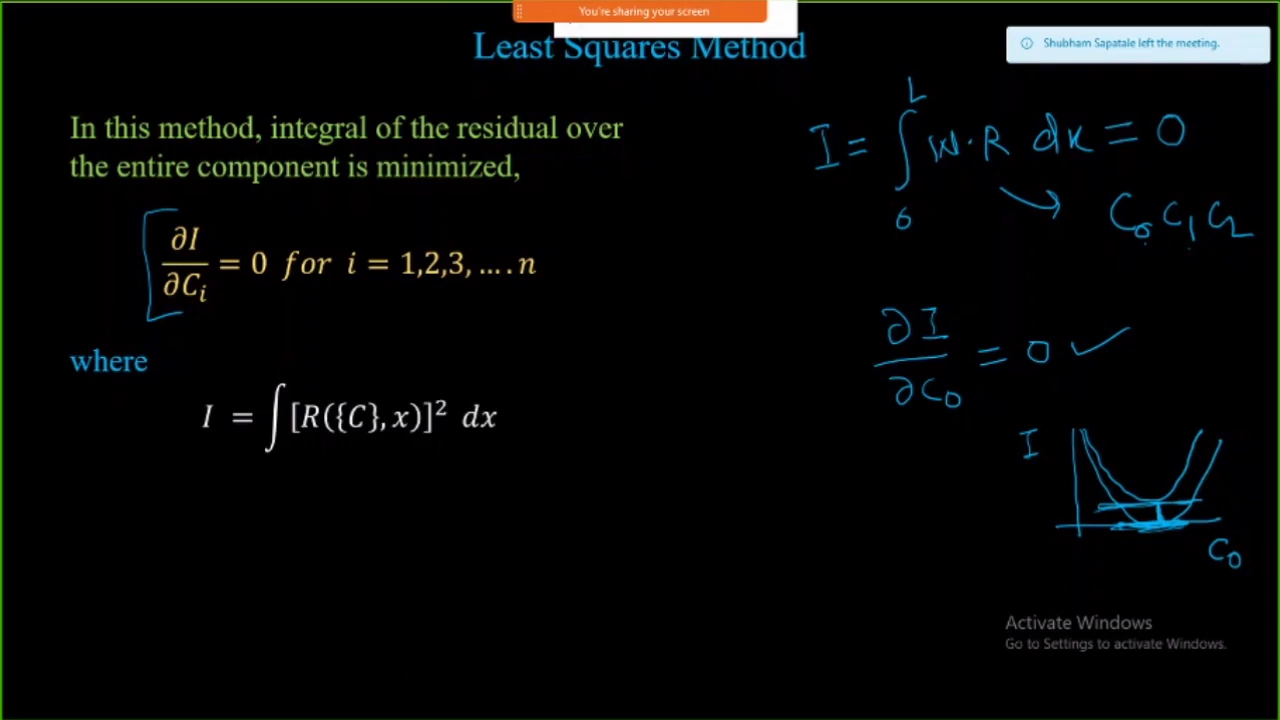 You're sharing your screen
Shubham Sapatale left the meeting.
Least Squares Method
In this method, integral of the residual over
the entire component is minimized,
∂I/∂Cᵢ = 0 for i = 1,2,3, …. n
where
I = ∫[R({C}, x)]² dx
I = ∫₀ᴸ W·R dx = 0
C₀ C₁ C₂
∂I/∂C₀ = 0 ✓
I
C₀
Activate Windows
Go to Settings to activate Windows.